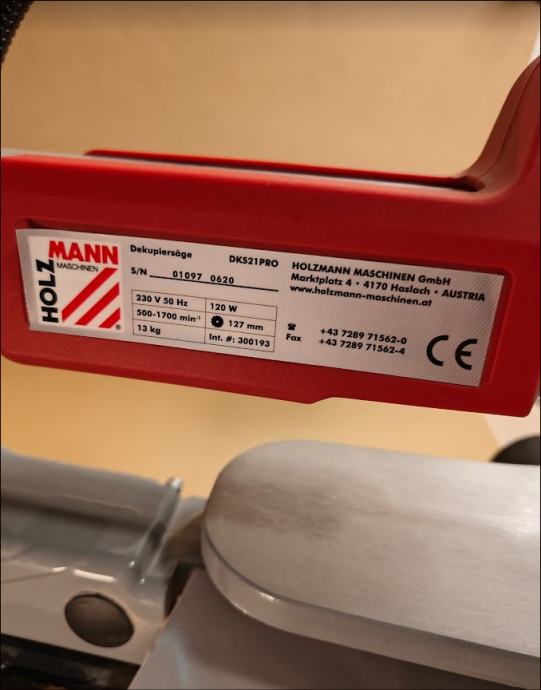 HOLZ
MANN
MASCHINEN
®
Dekupiersäge DKS21PRO
S/N 01097 0620
230 V 50 Hz 120 W
500-1700 min⁻¹ 127 mm
13 kg Int. #: 300193
HOLZMANN MASCHINEN GmbH
Marktplatz 4 · 4170 Haslach · AUSTRIA
www.holzmann-maschinen.at
☎ +43 7289 71562-0
Fax +43 7289 71562-4
CE